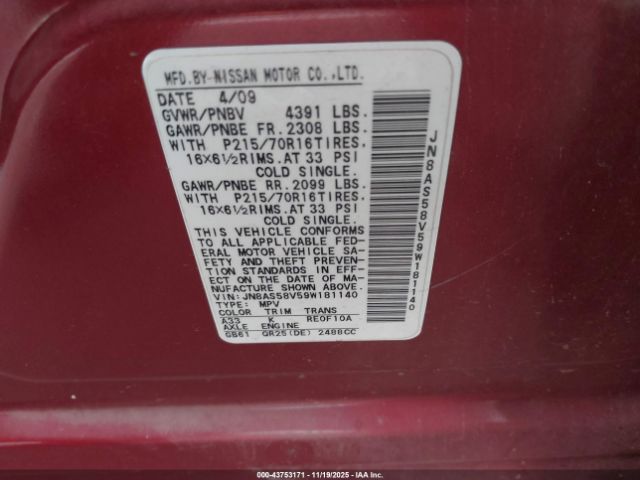 MFD.BY NISSAN MOTOR CO.,LTD.
DATE 4/09
GVWR/PNBV 4391 LBS.
GAWR/PNBE FR. 2308 LBS.
WITH P215/70R16TIRES.
16X6½RIMS.AT 33 PSI
COLD SINGLE.
GAWR/PNBE RR. 2099 LBS.
WITH P215/70R16TIRES.
16X6½RIMS.AT 33 PSI
COLD SINGLE.
THIS VEHICLE CONFORMS
TO ALL APPLICABLE FED-
ERAL MOTOR VEHICLE SA-
FETY AND THEFT PREVEN-
TION STANDARDS IN EFF-
ECT ON THE DATE OF MA-
NUFACTURE SHOWN ABOVE.
VIN:JN8AS58V59W181140
TYPE: MPV
COLOR TRIM TRANS
A33 K RE0F10A
AXLE ENGINE
GB61 QR25(DE) 2488CC
JN8AS58V59W181140
000-43753171 - 11/19/2025 - IAA Inc.